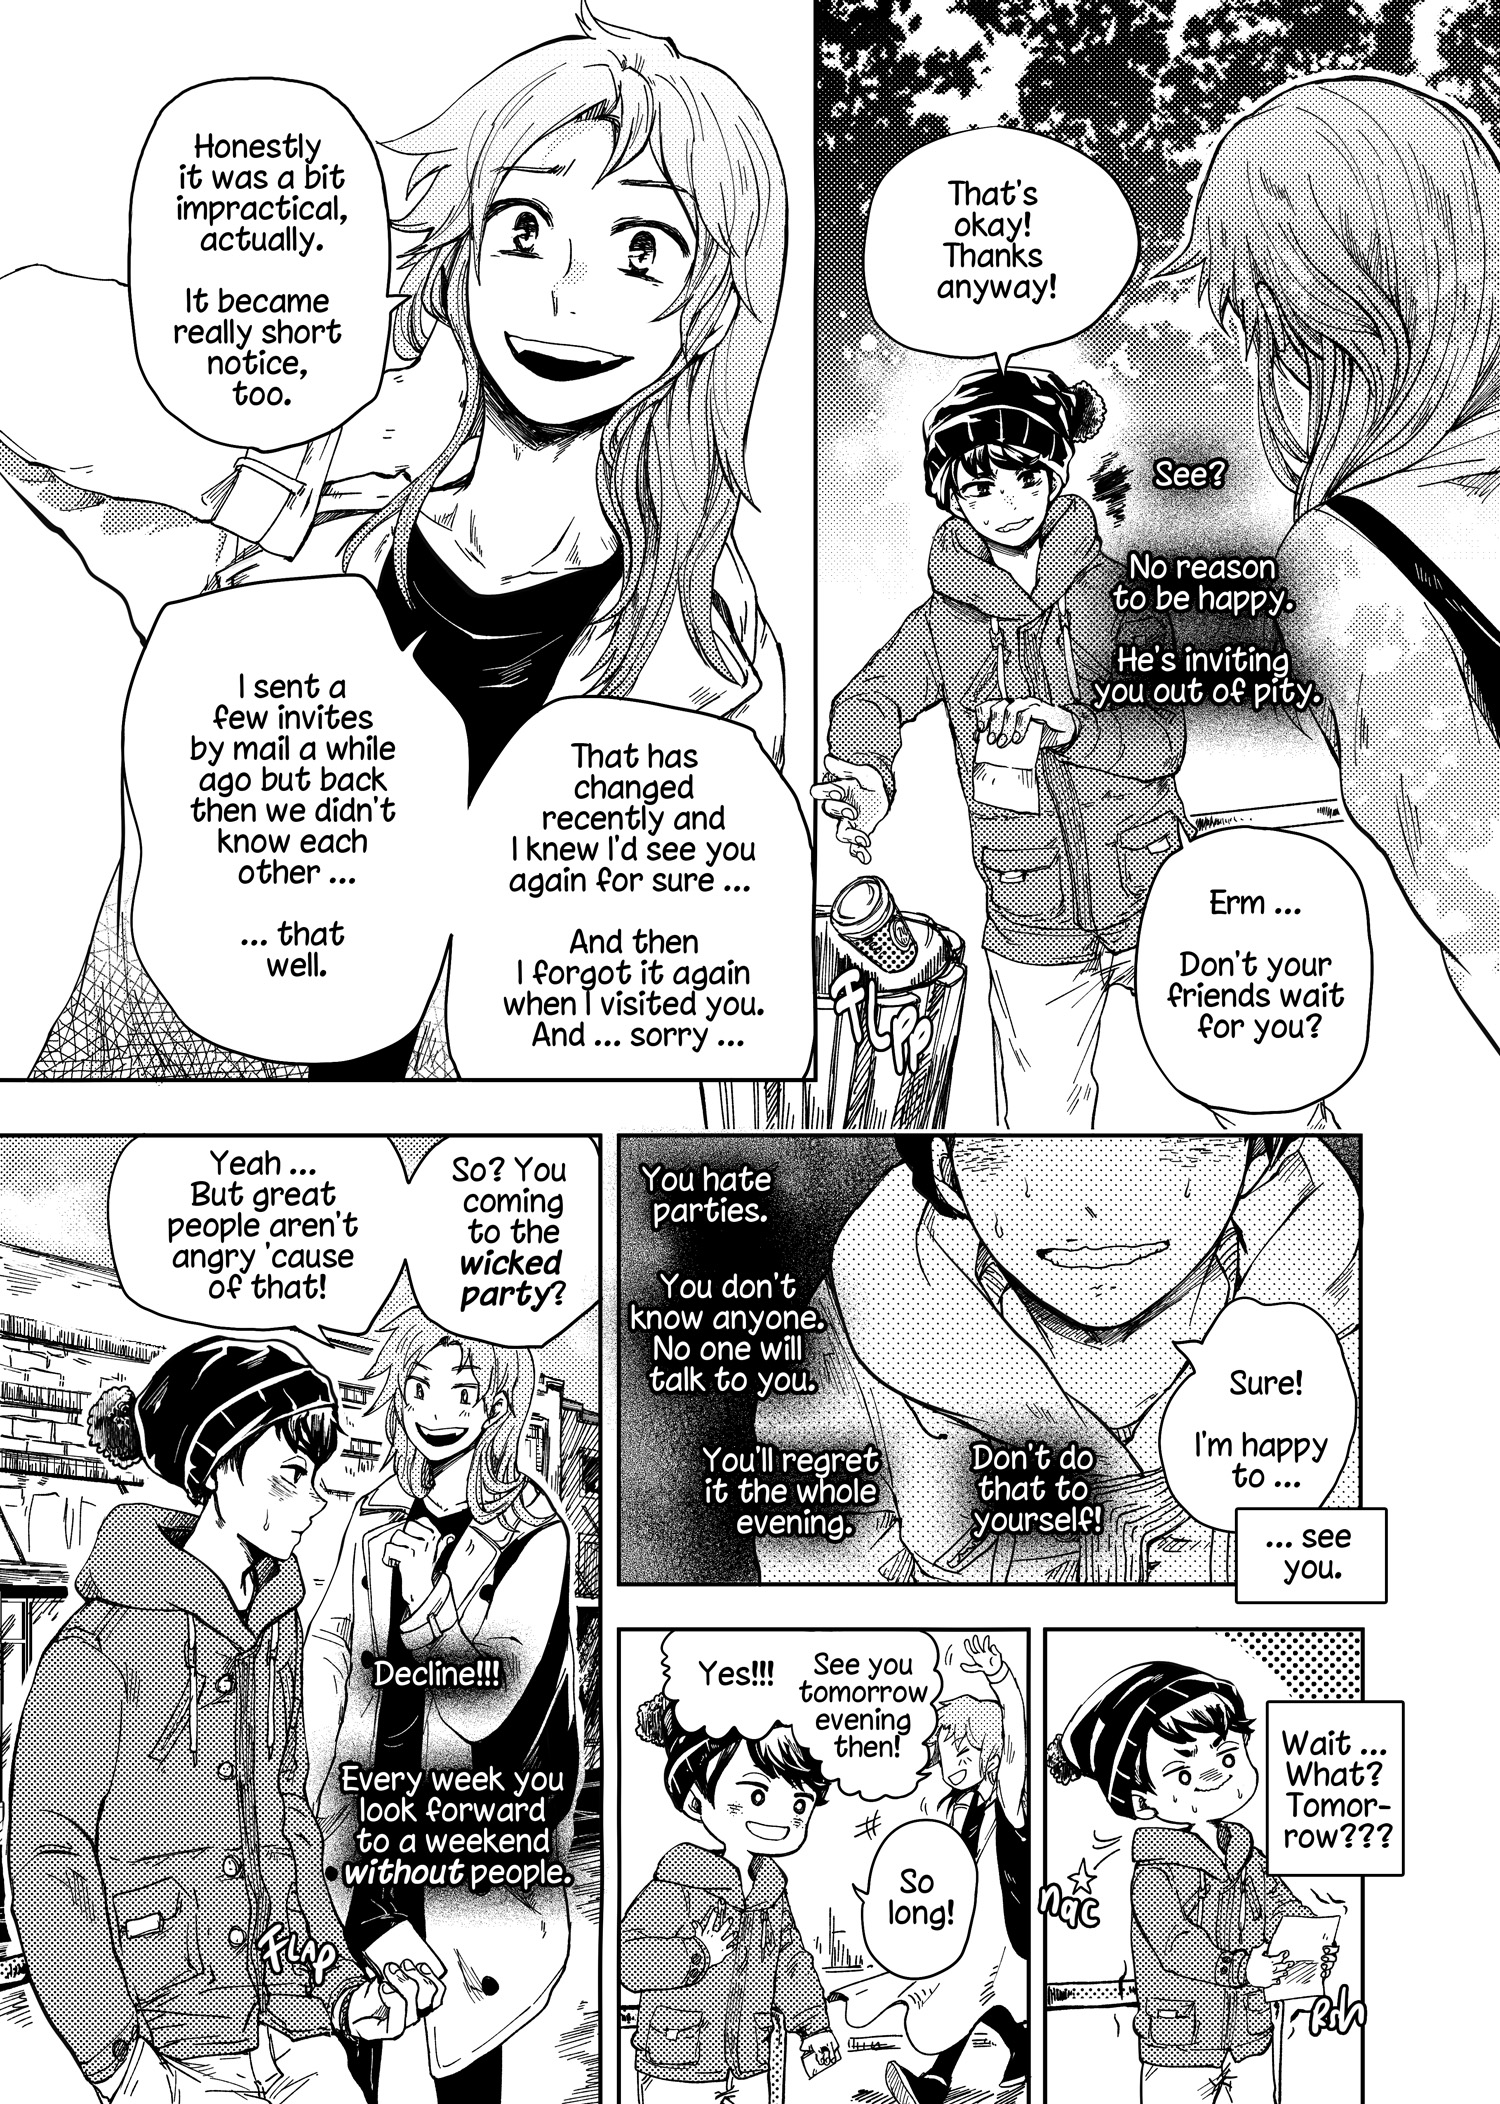 Honestly
it was a bit
impractical,
actually.
It became
really short
notice,
too.
I sent a
few invites
by mail a while
ago but back
then we didn't
know each
other ...
... that
well.
That has
changed
recently and
I knew I'd see you
again for sure ...
And then
I forgot it again
when I visited you.
And ... sorry ...
That's
okay!
Thanks
anyway!
See?
No reason
to be happy.
He's inviting
you out of pity.
FLPP
Erm ...
Don't your
friends wait
for you?
Yeah ...
But great
people aren't
angry 'cause
of that!
So? You
coming
to the
wicked
party?
Decline!!!
Every week you
look forward
to a weekend
without people.
FLAP
You hate
parties.
You don't
know anyone.
No one will
talk to you.
You'll regret
it the whole
evening.
Don't do
that to
yourself!
Sure!
I'm happy
to ...
... see
you.
Yes!!!
See you
tomorrow
evening
then!
So
long!
Wait ...
What?
Tomor-
row???
nac